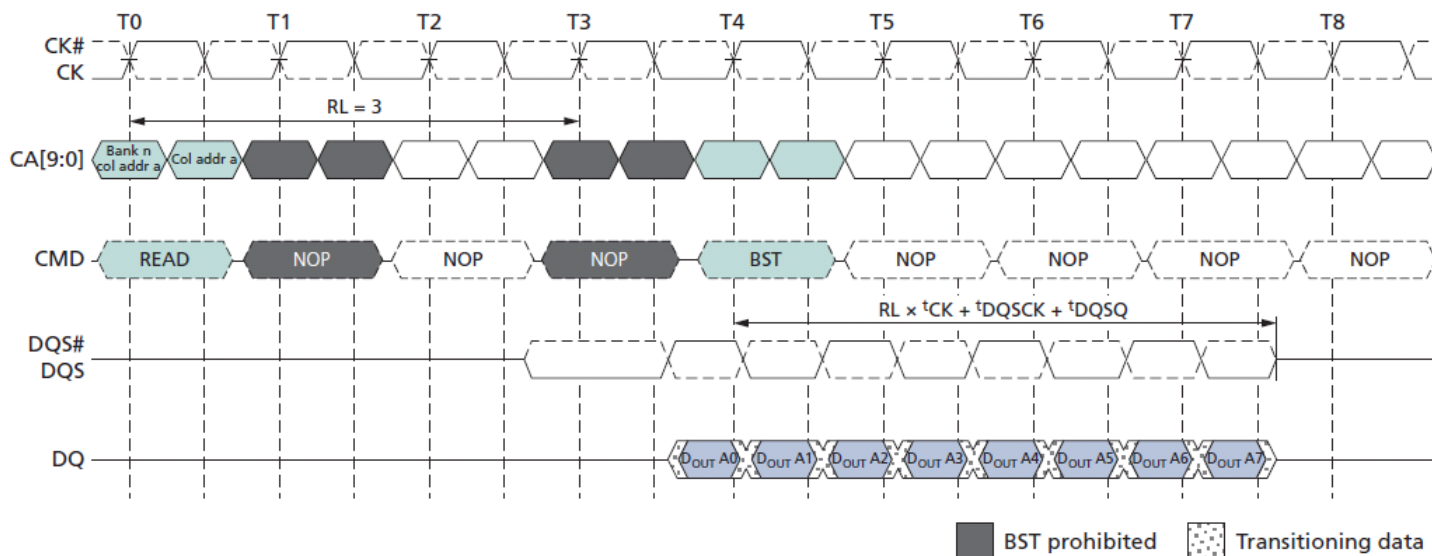 T0 T1 T2 T3 T4 T5 T6 T7 T8
CK#
CK
RL = 3
CA[9:0] Bank n col addr a Col addr a
CMD READ NOP NOP NOP BST NOP NOP NOP NOP
RL × tCK + tDQSCK + tDQSQ
DQS#
DQS
DQ DOUT A0 DOUT A1 DOUT A2 DOUT A3 DOUT A4 DOUT A5 DOUT A6 DOUT A7
BST prohibited Transitioning data